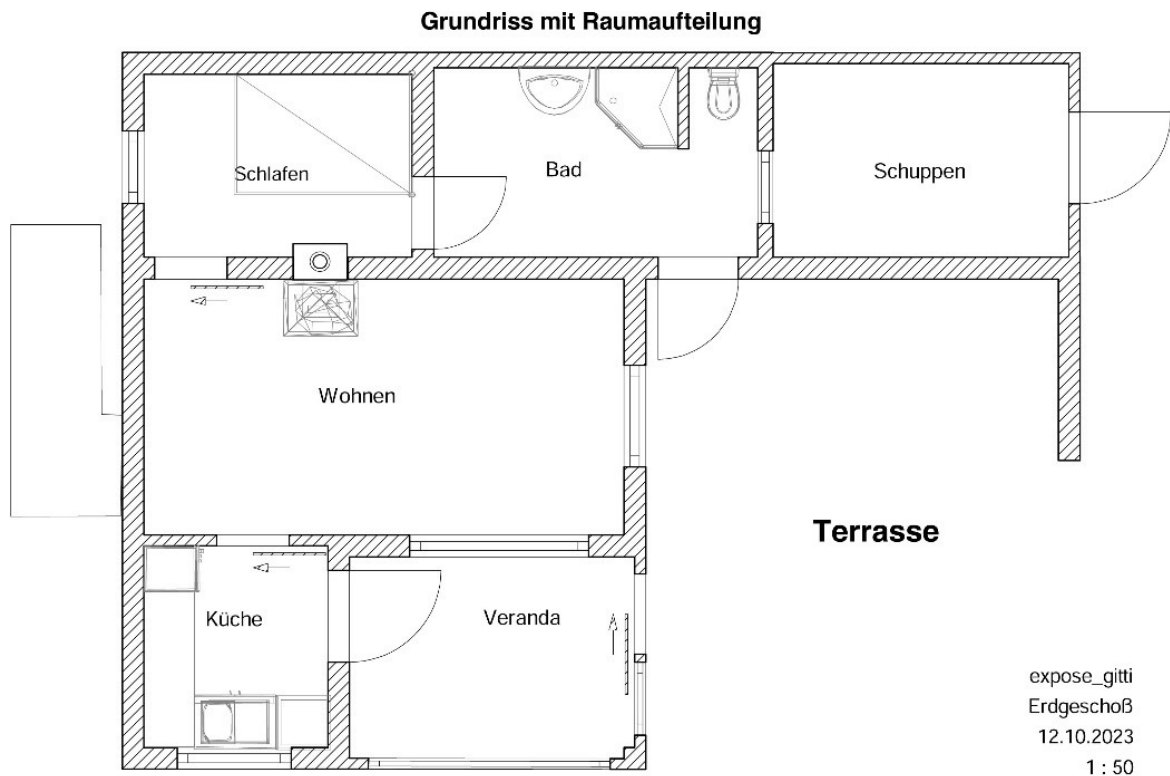 Grundriss mit Raumaufteilung
Schlafen
Bad
Schuppen
Wohnen
Terrasse
Küche
Veranda
expose_gitti
Erdgeschoß
12.10.2023
1 : 50